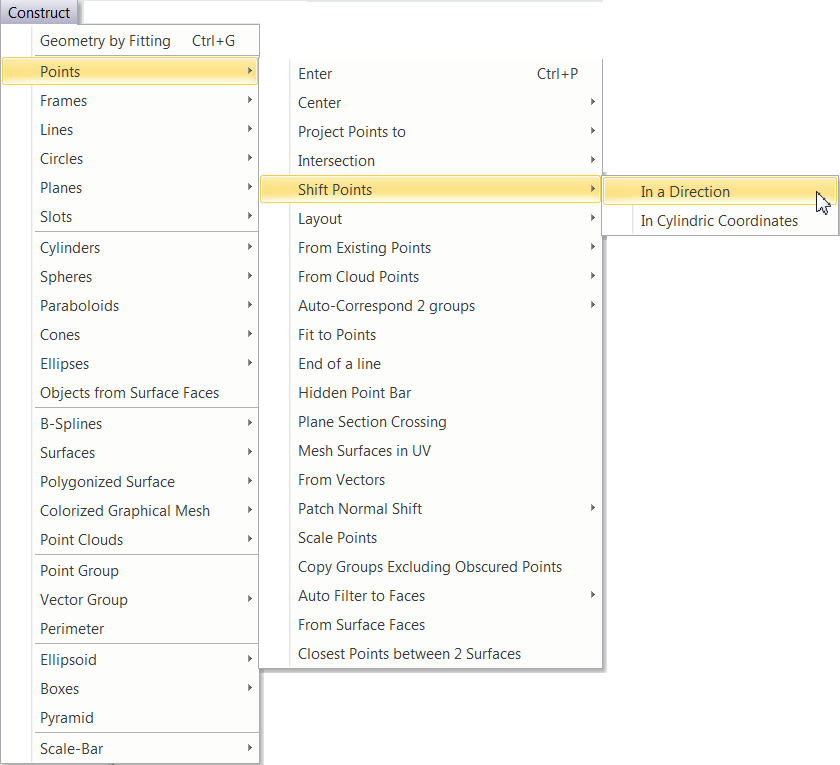 Construct
Geometry by Fitting Ctrl+G
Points
Frames
Lines
Circles
Planes
Slots
Cylinders
Spheres
Paraboloids
Cones
Ellipses
Objects from Surface Faces
B-Splines
Surfaces
Polygonized Surface
Colorized Graphical Mesh
Point Clouds
Point Group
Vector Group
Perimeter
Ellipsoid
Boxes
Pyramid
Scale-Bar
Enter Ctrl+P
Center
Project Points to
Intersection
Shift Points
Layout
From Existing Points
From Cloud Points
Auto-Correspond 2 groups
Fit to Points
End of a line
Hidden Point Bar
Plane Section Crossing
Mesh Surfaces in UV
From Vectors
Patch Normal Shift
Scale Points
Copy Groups Excluding Obscured Points
Auto Filter to Faces
From Surface Faces
Closest Points between 2 Surfaces
In a Direction
In Cylindric Coordinates